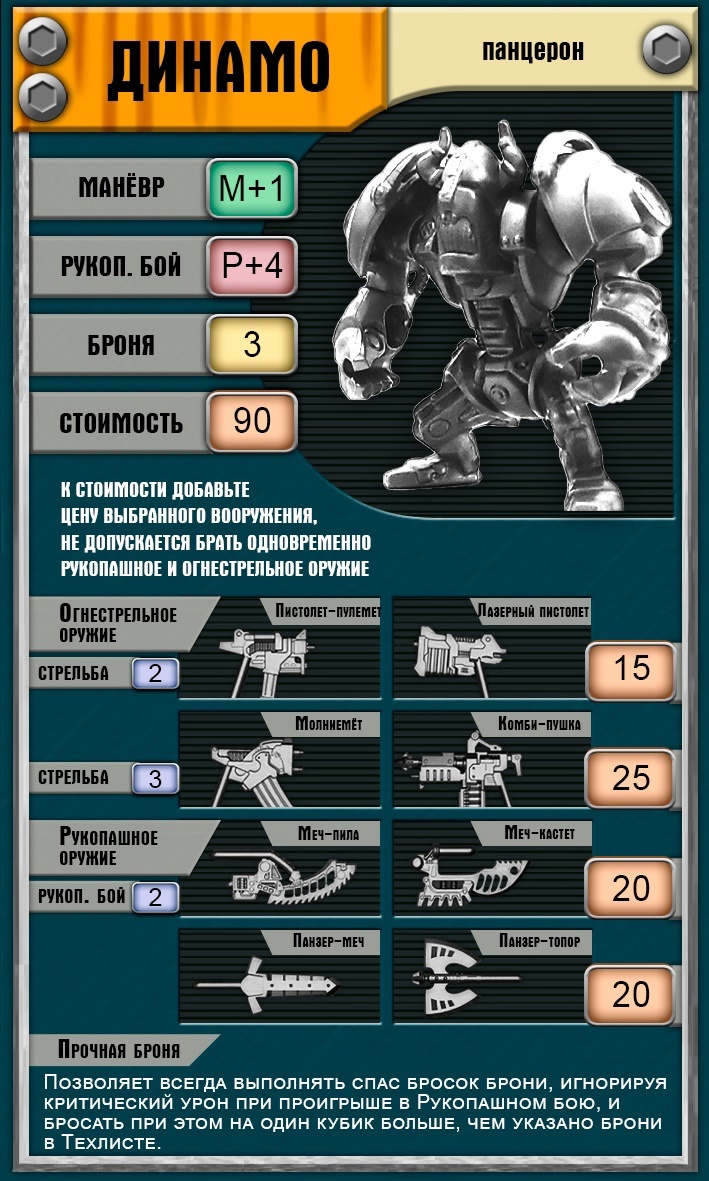 ДИНАМО
панцерон
МАНЁВР М+1
РУКОП. БОЙ Р+4
БРОНЯ 3
СТОИМОСТЬ 90
К СТОИМОСТИ ДОБАВЬТЕ
ЦЕНУ ВЫБРАННОГО ВООРУЖЕНИЯ,
НЕ ДОПУСКАЕТСЯ БРАТЬ ОДНОВРЕМЕННО
РУКОПАШНОЕ И ОГНЕСТРЕЛЬНОЕ ОРУЖИЕ
Огнестрельное
оружие
Пистолет-пулемет
Лазерный пистолет
СТРЕЛЬБА 2
15
Молниемёт
Комби-пушка
СТРЕЛЬБА 3
25
Рукопашное
оружие
Меч-пила
Меч-кастет
РУКОП. БОЙ 2
20
Панзер-меч
Панзер-топор
20
Прочная броня
Позволяет всегда выполнять спас бросок брони, игнорируя
критический урон при проигрыше в Рукопашном бою, и
бросать при этом на один кубик больше, чем указано брони
в Техлисте.